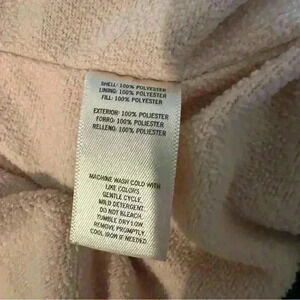 SHELL: 100% POLYESTER
LINING: 100% POLYESTER
FILL: 100% POLYESTER
EXTERIOR: 100% POLIESTER
FORRO: 100% POLIESTER
RELLENO: 100% POLIESTER
MACHINE WASH COLD WITH
LIKE COLORS
GENTLE CYCLE.
MILD DETERGENT
DO NOT BLEACH.
TUMBLE DRY LOW
REMOVE PROMPTLY.
COOL IRON IF NEEDED